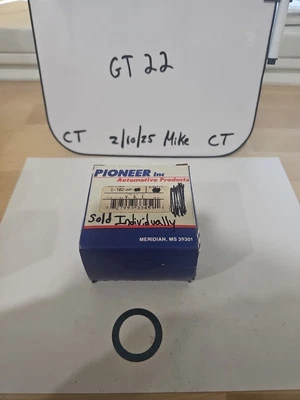 GT 22
CT 2/10/25 Mike CT
PIONEER Inc
Automotive Products
Sold Individually
MERIDIAN, MS 39301